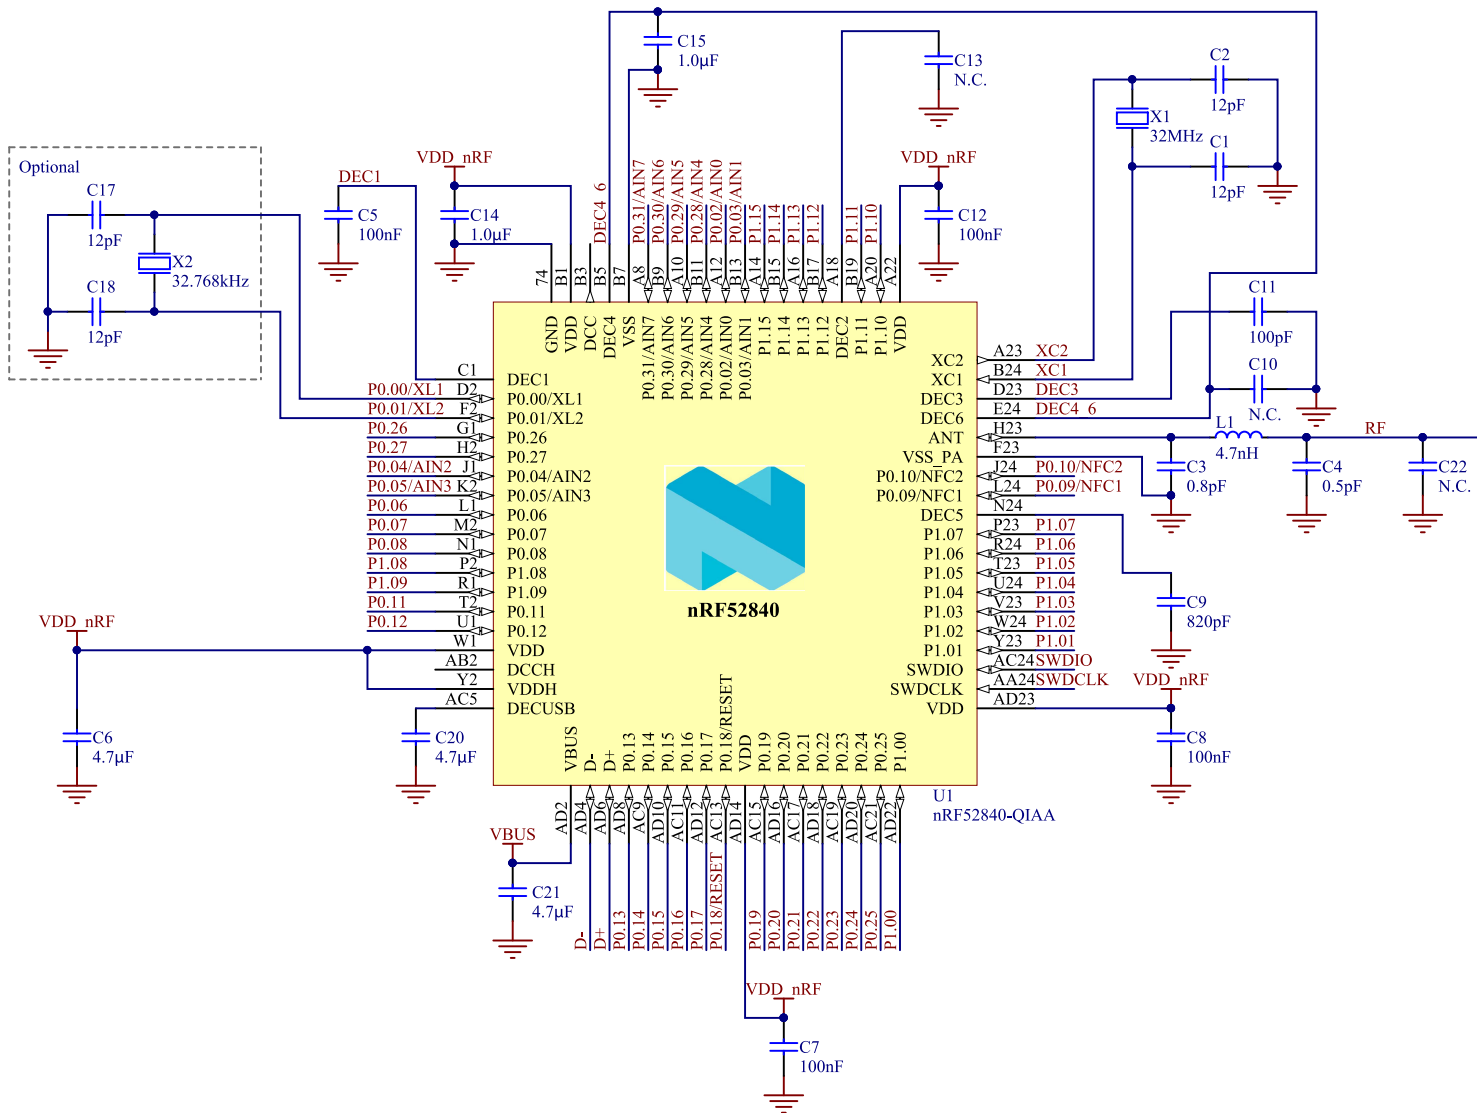 C15
1.0µF
C13
N.C.
C2
12pF
X1
32MHz
C1
12pF
Optional
C17
12pF
X2
32.768kHz
C18
12pF
DEC1
C5
100nF
VDD_nRF
C14
1.0µF
DEC4_6
P0.31/AIN7
P0.30/AIN6
P0.29/AIN5
P0.28/AIN4
P0.02/AIN0
P0.03/AIN1
P1.15
P1.14
P1.13
P1.12
P1.11
P1.10
VDD_nRF
C12
100nF
74
B1
B3
B5
B7
A8
B9
A10
B11
A12
B13
A14
B15
A16
B17
A18
B19
A20
A22
GND
VDD
DCC
DEC4
VSS
P0.31/AIN7
P0.30/AIN6
P0.29/AIN5
P0.28/AIN4
P0.02/AIN0
P0.03/AIN1
P1.15
P1.14
P1.13
P1.12
DEC2
P1.11
P1.10
VDD
C11
100pF
C10
N.C.
C1
DEC1
P0.00/XL1 D2
P0.00/XL1
P0.01/XL2 F2
P0.01/XL2
P0.26 G1
P0.26
P0.27 H2
P0.27
P0.04/AIN2 J1
P0.04/AIN2
P0.05/AIN3 K2
P0.05/AIN3
P0.06 L1
P0.06
P0.07 M2
P0.07
P0.08 N1
P0.08
P1.08 P2
P1.08
P1.09 R1
P1.09
P0.11 T2
P0.11
P0.12 U1
P0.12
W1
VDD
AB2
DCCH
Y2
VDDH
AC5
DECUSB
XC2
A23 XC2
XC1
B24 XC1
DEC3
D23 DEC3
DEC6
E24 DEC4_6
ANT
H23
VSS_PA
F23
P0.10/NFC2
J24 P0.10/NFC2
P0.09/NFC1
L24 P0.09/NFC1
DEC5
N24
P1.07
P23 P1.07
P1.06
R24 P1.06
P1.05
T23 P1.05
P1.04
U24 P1.04
P1.03
V23 P1.03
P1.02
W24 P1.02
P1.01
Y23 P1.01
SWDIO
AC24 SWDIO
SWDCLK
AA24 SWDCLK
VDD
AD23
L1
4.7nH
RF
C3
0.8pF
C4
0.5pF
C22
N.C.
C9
820pF
VDD_nRF
C8
100nF
nRF52840
VDD_nRF
C6
4.7µF
C20
4.7µF
VBUS
D-
D+
P0.13
P0.14
P0.15
P0.16
P0.17
P0.18/RESET
VDD
P0.19
P0.20
P0.21
P0.22
P0.23
P0.24
P0.25
P1.00
U1
nRF52840-QIAA
AD2
AD4
AD6
AD8
AC9
AD10
AC11
AD12
AC13
AD14
AC15
AD16
AC17
AD18
AC19
AD20
AC21
AD22
VBUS
C21
4.7µF
D-
D+
P0.13
P0.14
P0.15
P0.16
P0.17
P0.18/RESET
P0.19
P0.20
P0.21
P0.22
P0.23
P0.24
P0.25
P1.00
VDD_nRF
C7
100nF